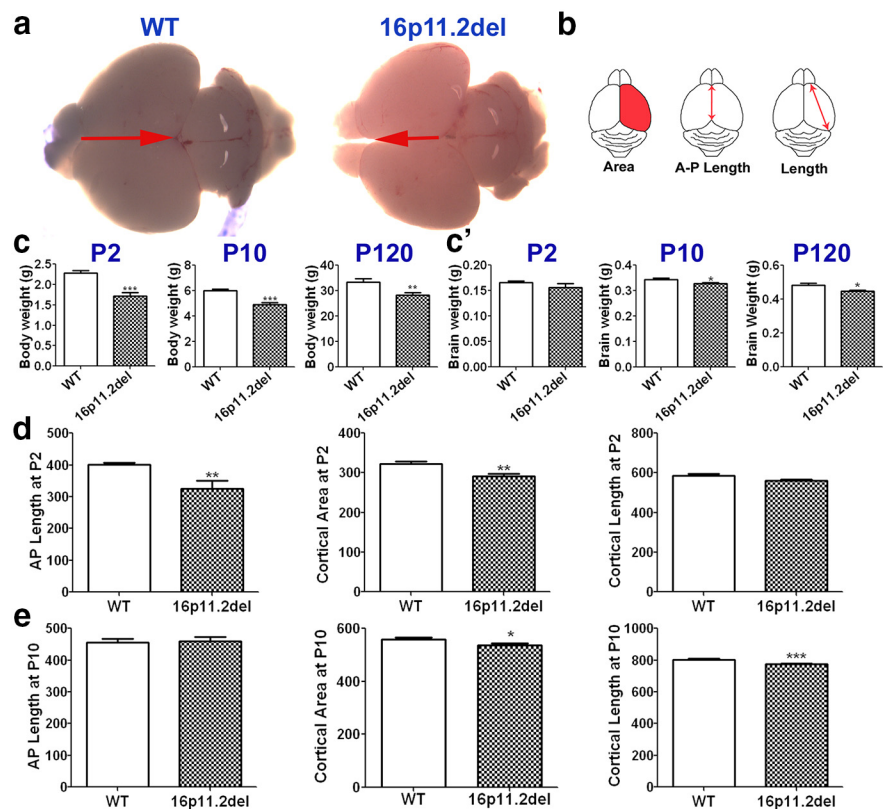 a
WT
16p11.2del
b
Area
A-P Length
Length
c
P2
P10
P120
c’
P2
P10
P120
Body weight (g)
2.5
2.0
1.5
1.0
0.5
0.0
***
WT
16p11.2del
Body weight (g)
10
8
6
4
2
0
***
WT
16p11.2del
Body weight (g)
50
40
30
20
10
0
**
WT
16p11.2del
Brain weight (g)
0.20
0.15
0.10
0.05
0.00
WT
16p11.2del
Brain weight (g)
0.4
0.3
0.2
0.1
0.0
*
WT
16p11.2del
Brain Weight (g)
0.6
0.4
0.2
0.0
*
WT
16p11.2del
d
AP Length at P2
500
400
300
200
100
0
**
WT
16p11.2del
Cortical Area at P2
400
300
200
100
0
**
WT
16p11.2del
Cortical Length at P2
800
600
400
200
0
WT
16p11.2del
e
AP Length at P10
500
400
300
200
100
0
WT
16p11.2del
Cortical Area at P10
600
400
200
0
*
WT
16p11.2del
Cortical Length at P10
1000
800
600
400
200
0
***
WT
16p11.2del